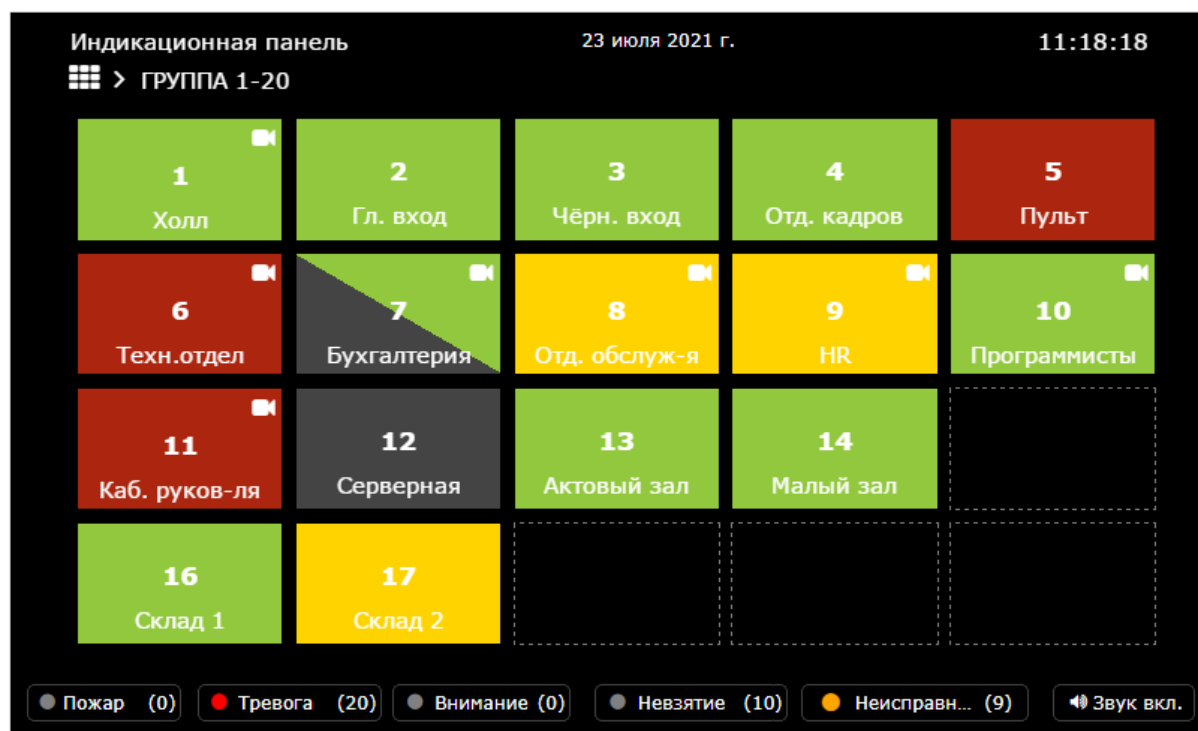 Индикационная панель 23 июля 2021 г. 11:18:18
> ГРУППА 1-20
1 2 3 4 5
Холл Гл. вход Чёрн. вход Отд. кадров Пульт
6 7 8 9 10
Техн.отдел Бухгалтерия Отд. обслуж-я HR Программисты
11 12 13 14
Каб. руков-ля Серверная Актовый зал Малый зал
16 17
Склад 1 Склад 2
Пожар (0) Тревога (20) Внимание (0) Невзятие (10) Неисправн... (9) Звук вкл.